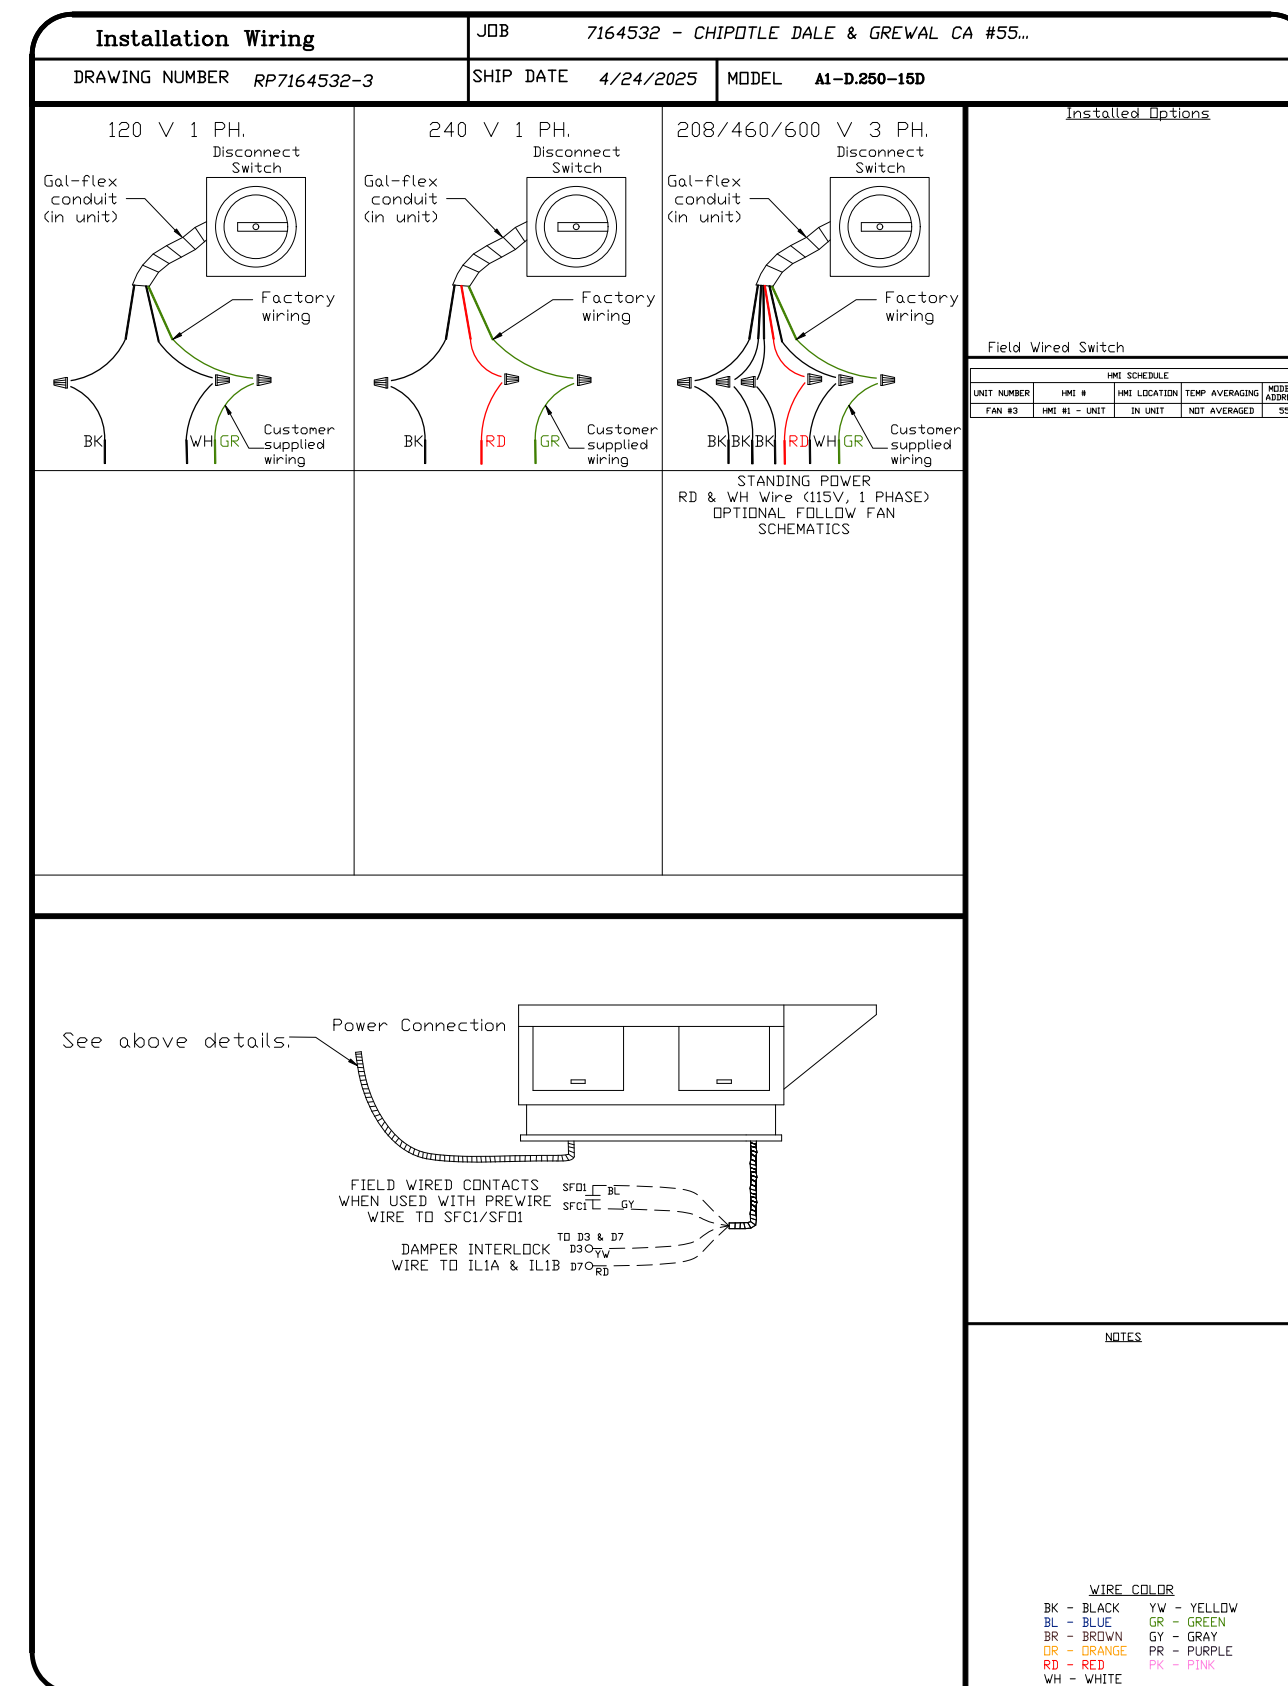 Installation Wiring
JOB 7164532 - CHIPOTLE DALE & GREWAL CA #55...
DRAWING NUMBER RP7164532-3
SHIP DATE 4/24/2025
MODEL A1-D.250-15D
120 V 1 PH.
Disconnect
Switch
Gal-flex
conduit
(in unit)
Factory
wiring
BK
WH
GR
Customer
supplied
wiring
240 V 1 PH.
Disconnect
Switch
Gal-flex
conduit
(in unit)
Factory
wiring
BK
RD
GR
Customer
supplied
wiring
208/460/600 V 3 PH.
Disconnect
Switch
Gal-flex
conduit
(in unit)
Factory
wiring
BK
BK
BK
RD
WH
GR
Customer
supplied
wiring
STANDING POWER
RD & WH Wire (115V, 1 PHASE)
OPTIONAL FOLLOW FAN
SCHEMATICS
Installed Options
Field Wired Switch
HMI SCHEDULE
UNIT NUMBER HMI # HMI LOCATION TEMP AVERAGING
FAN #3 HMI #1 - UNIT IN UNIT NOT AVERAGED 55
See above details.
Power Connection
FIELD WIRED CONTACTS
WHEN USED WITH PREWIRE
WIRE TO SFC1/SFO1
SFO1 BL
SFC1 GY
TO D3 & D7
DAMPER INTERLOCK
WIRE TO IL1A & IL1B
D3 YW
D7 RD
NOTES
WIRE COLOR
BK - BLACK YW - YELLOW
BL - BLUE GR - GREEN
BR - BROWN GY - GRAY
OR - ORANGE PR - PURPLE
RD - RED PK - PINK
WH - WHITE